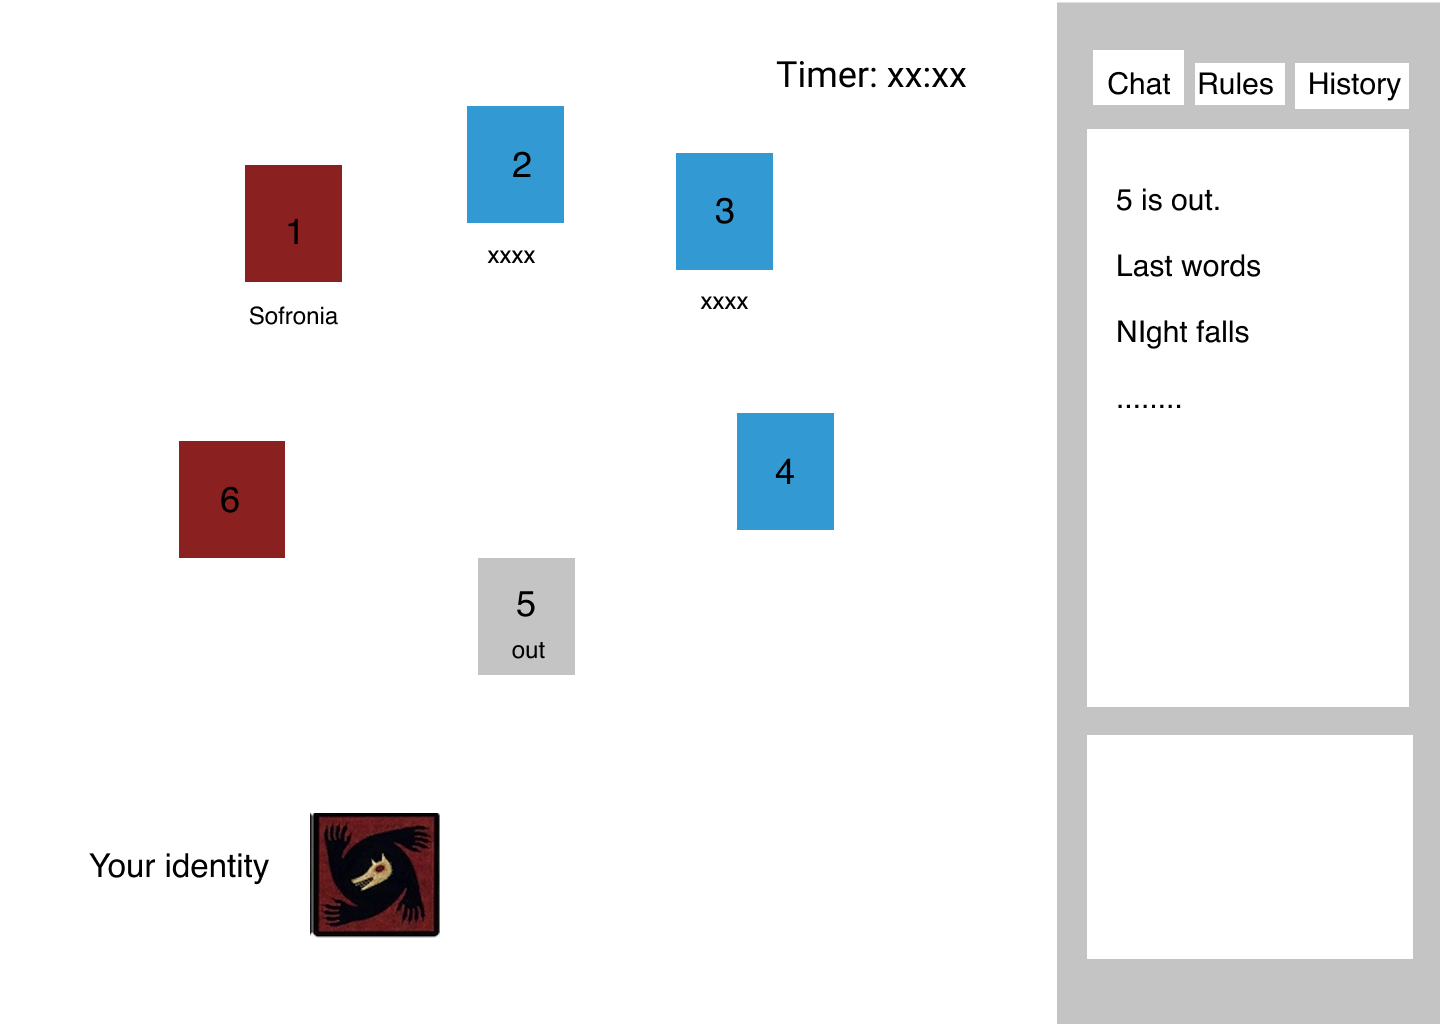 Timer: xx:xx
1
Sofronia
2
xxxx
3
xxxx
4
5
out
6
Your identity
Chat
Rules
History
5 is out.
Last words
NIght falls
........